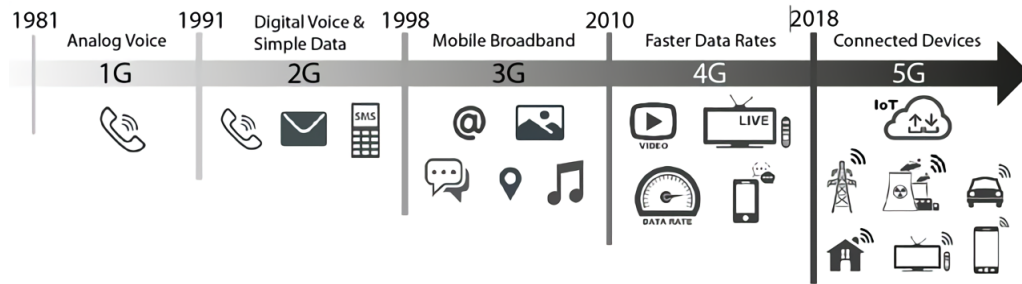 1981
1991
1998
2010
2018
Analog Voice
Digital Voice &
Simple Data
Mobile Broadband
Faster Data Rates
Connected Devices
1G
2G
3G
4G
5G
SMS
@
VIDEO
LIVE
DATA RATE
IoT